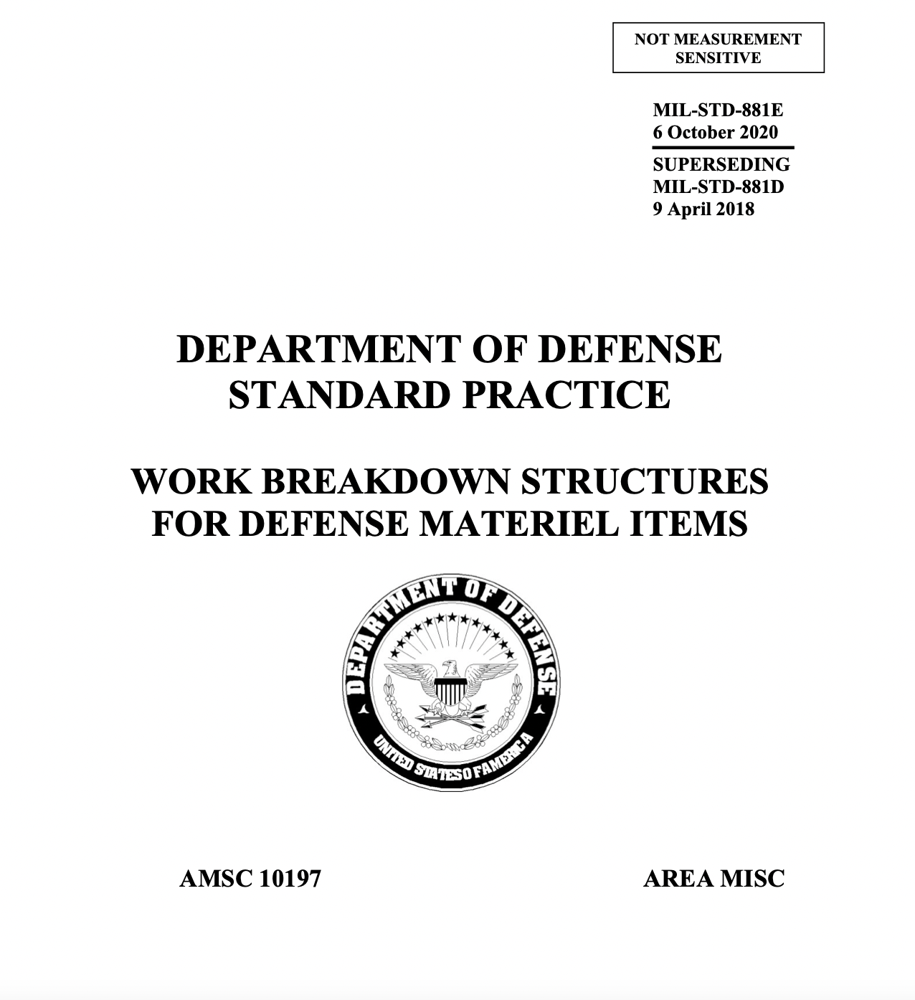 NOT MEASUREMENT
SENSITIVE
MIL-STD-881E
6 October 2020
SUPERSEDING
MIL-STD-881D
9 April 2018
DEPARTMENT OF DEFENSE
STANDARD PRACTICE
WORK BREAKDOWN STRUCTURES
FOR DEFENSE MATERIEL ITEMS
DEPARTMENT OF DEFENSE
UNITED STATES OF AMERICA
AMSC 10197
AREA MISC